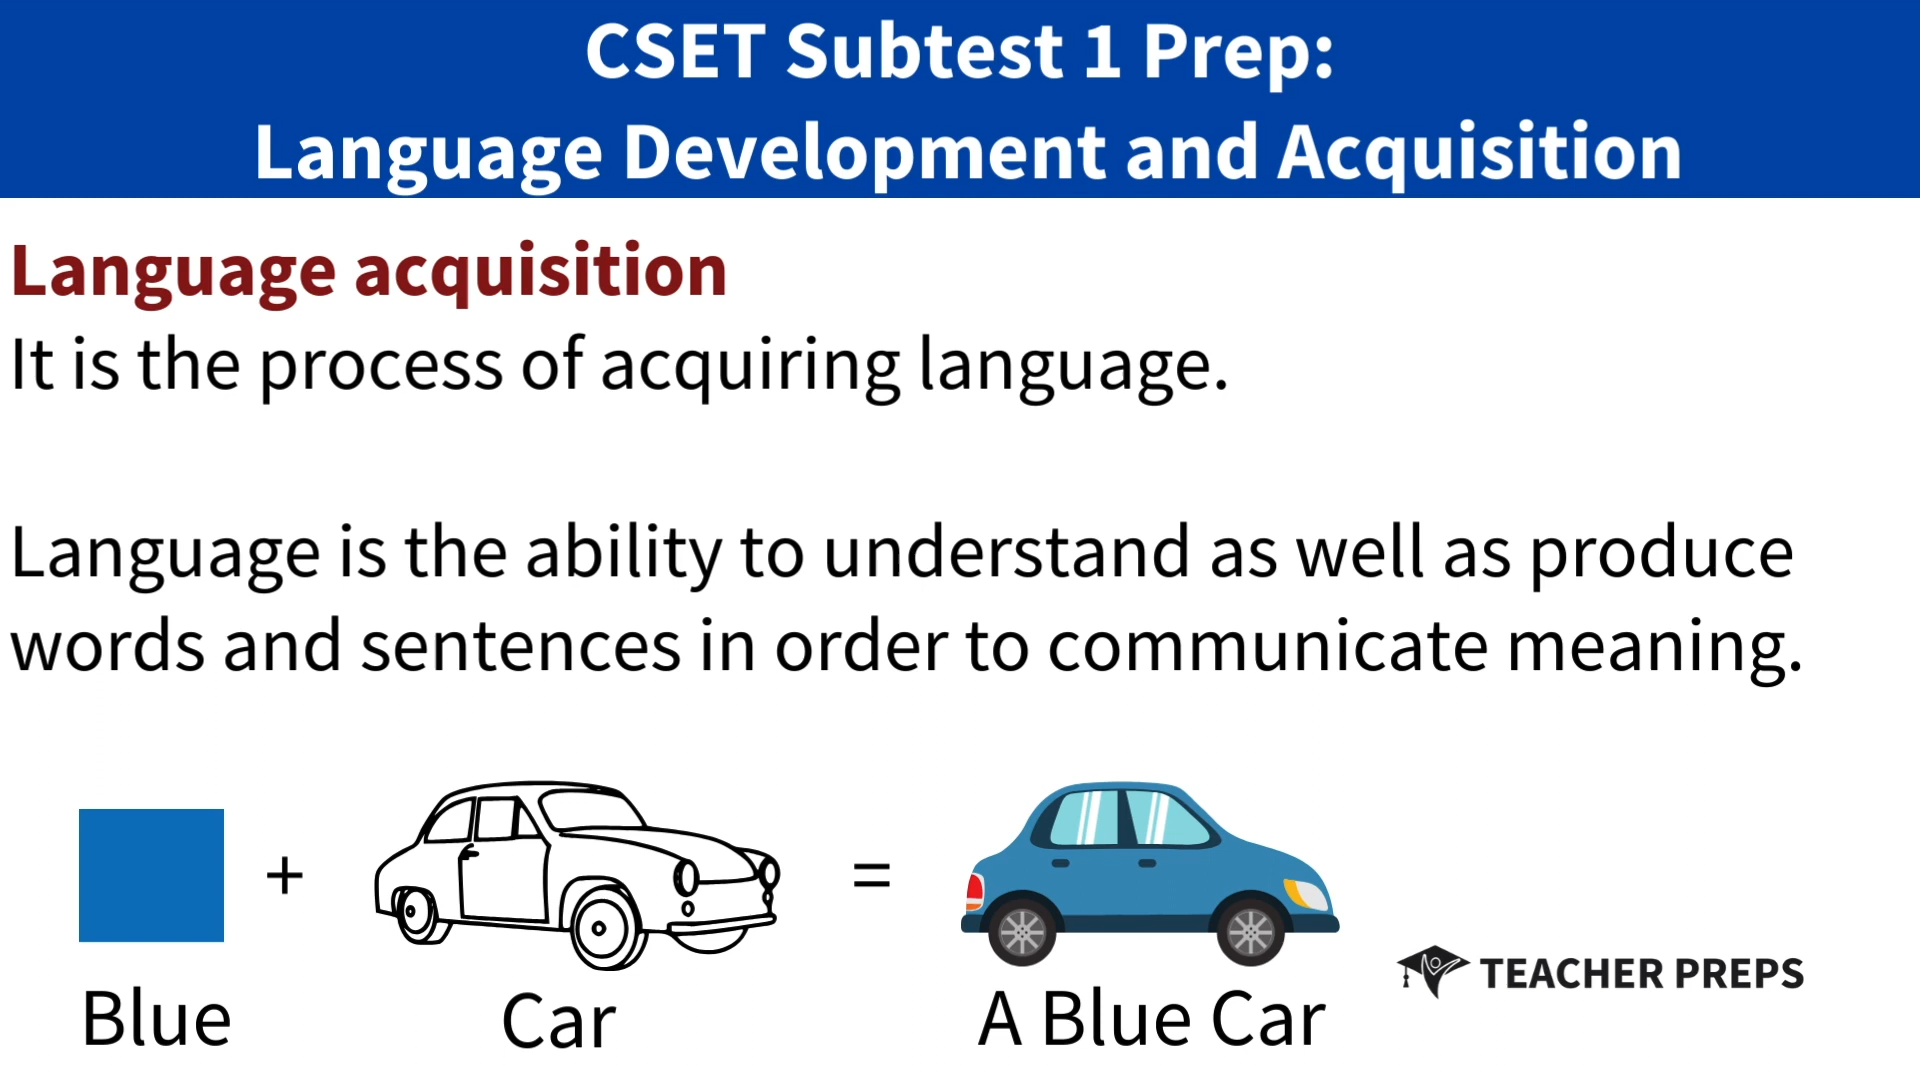 CSET Subtest 1 Prep:
Language Development and Acquisition
Language acquisition
It is the process of acquiring language.
Language is the ability to understand as well as produce
words and sentences in order to communicate meaning.
+
=
Blue
Car
A Blue Car
TEACHER PREPS